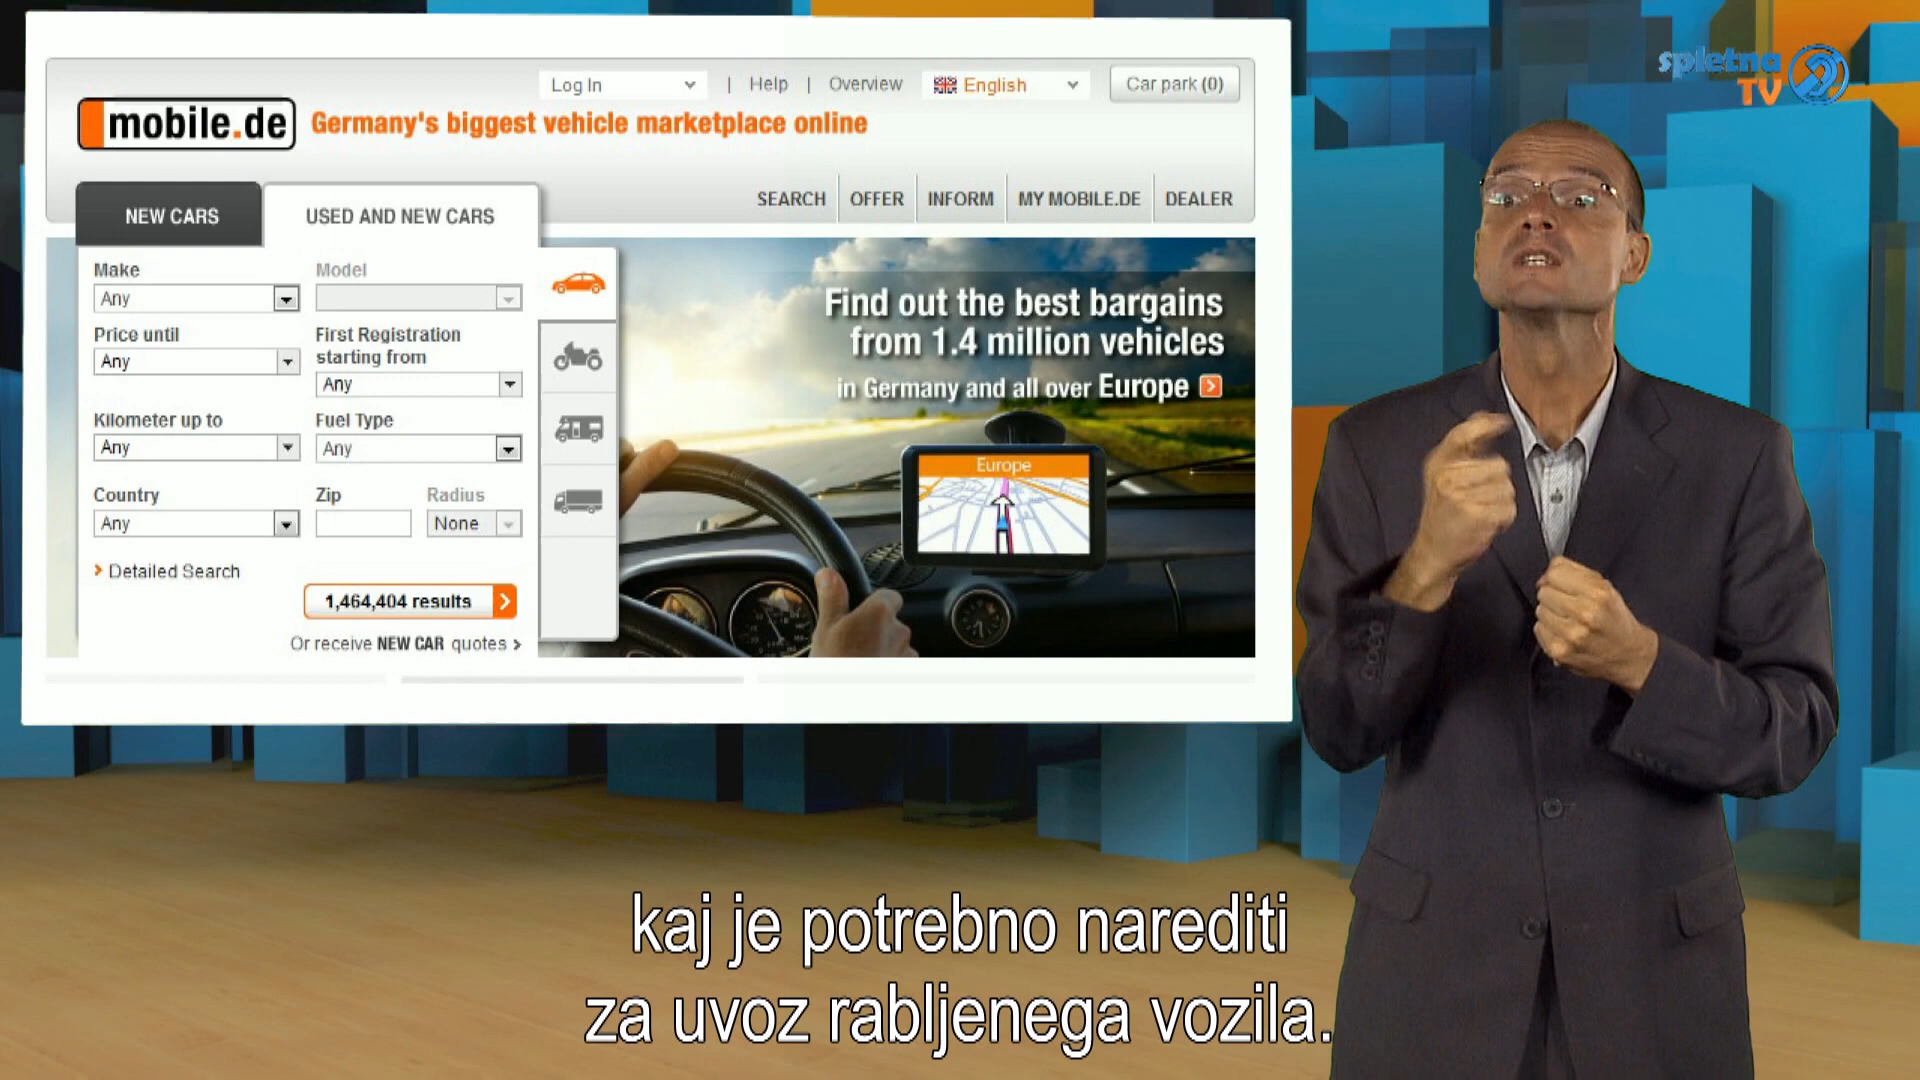 spletna
TV
Log In | Help | Overview English Car park (0)
mobile.de Germany's biggest vehicle marketplace online
SEARCH OFFER INFORM MY MOBILE.DE DEALER
NEW CARS USED AND NEW CARS
Make Model
Any
Price until First Registration starting from
Any Any
Kilometer up to Fuel Type
Any Any
Country Zip Radius
Any None
Detailed Search
1,464,404 results
Or receive NEW CAR quotes
Find out the best bargains
from 1.4 million vehicles
in Germany and all over Europe
Europe
kaj je potrebno narediti
za uvoz rabljenega vozila.